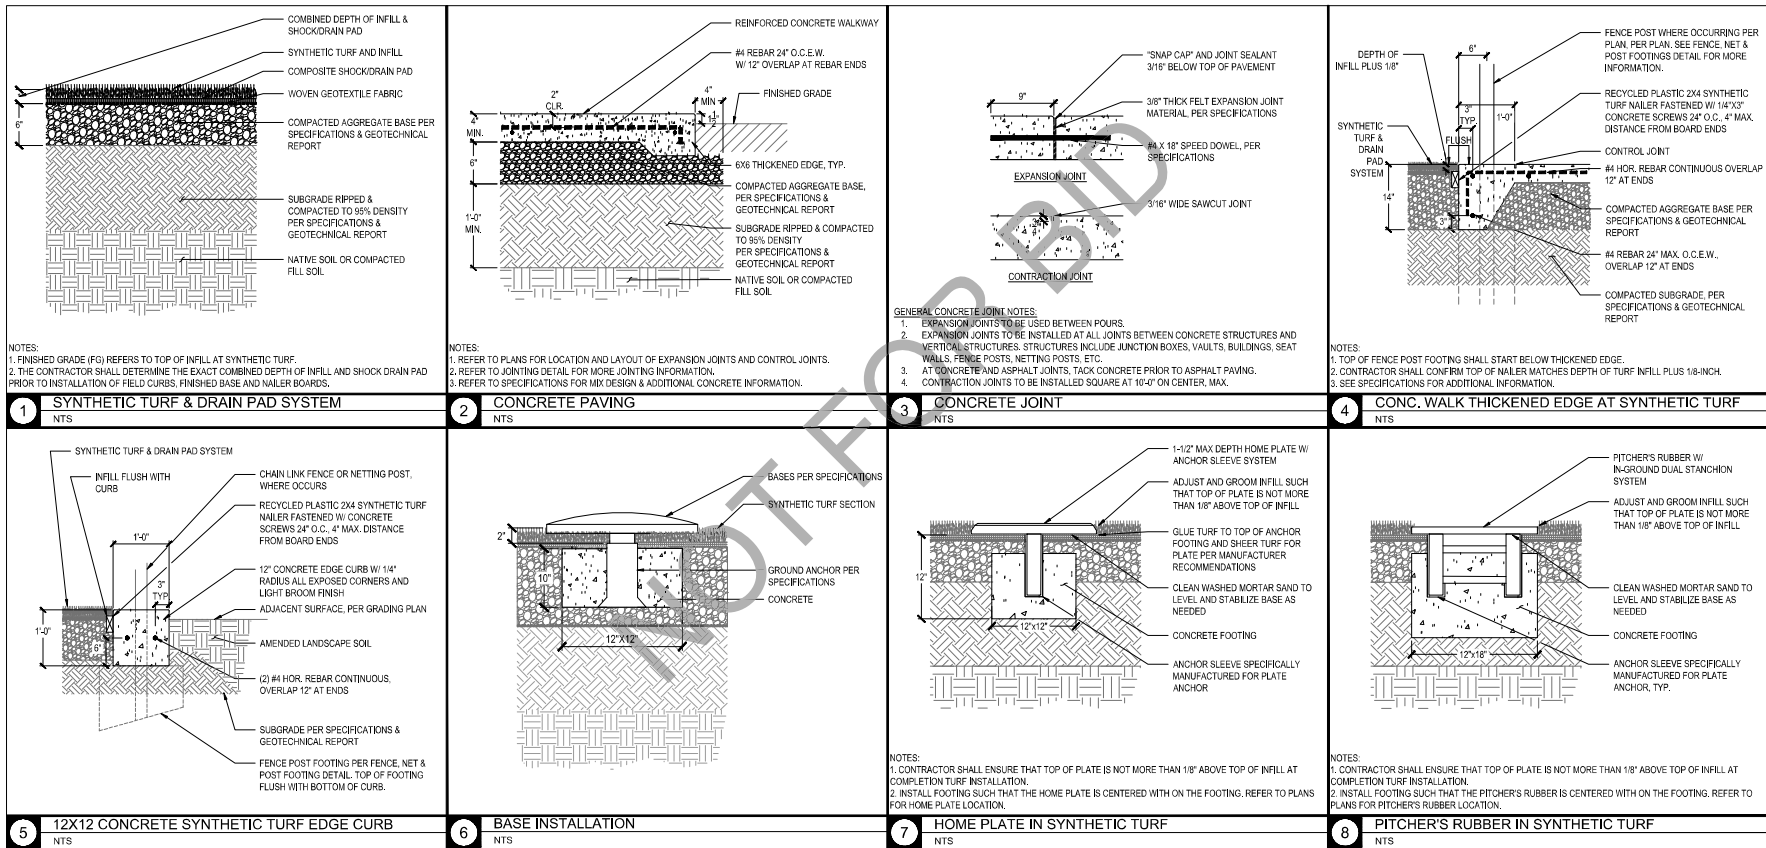 COMBINED DEPTH OF INFILL &
SHOCK/DRAIN PAD
SYNTHETIC TURF AND INFILL
COMPOSITE SHOCK/DRAIN PAD
WOVEN GEOTEXTILE FABRIC
6"
COMPACTED AGGREGATE BASE PER
SPECIFICATIONS & GEOTECHNICAL
REPORT
SUBGRADE RIPPED &
COMPACTED TO 95% DENSITY
PER SPECIFICATIONS &
GEOTECHNICAL REPORT
NATIVE SOIL OR COMPACTED
FILL SOIL
NOTES:
1. FINISHED GRADE (FG) REFERS TO TOP OF INFILL AT SYNTHETIC TURF.
2. THE CONTRACTOR SHALL DETERMINE THE EXACT COMBINED DEPTH OF INFILL AND SHOCK DRAIN PAD
PRIOR TO INSTALLATION OF FIELD CURBS, FINISHED BASE AND NAILER BOARDS.
1
SYNTHETIC TURF & DRAIN PAD SYSTEM
NTS
REINFORCED CONCRETE WALKWAY
#4 REBAR 24" O.C.E.W.
W/ 12" OVERLAP AT REBAR ENDS
2"
CLR.
4"
MIN
FINISHED GRADE
1½"
4"
MIN.
6"
6X6 THICKENED EDGE, TYP.
COMPACTED AGGREGATE BASE,
PER SPECIFICATIONS &
GEOTECHNICAL REPORT
1'-0"
MIN.
SUBGRADE RIPPED & COMPACTED
TO 95% DENSITY
PER SPECIFICATIONS &
GEOTECHNICAL REPORT
NATIVE SOIL OR COMPACTED
FILL SOIL
NOTES:
1. REFER TO PLANS FOR LOCATION AND LAYOUT OF EXPANSION JOINTS AND CONTROL JOINTS.
2. REFER TO JOINTING DETAIL FOR MORE JOINTING INFORMATION.
3. REFER TO SPECIFICATIONS FOR MIX DESIGN & ADDITIONAL CONCRETE INFORMATION.
2
CONCRETE PAVING
NTS
"SNAP CAP" AND JOINT SEALANT
3/16" BELOW TOP OF PAVEMENT
9"
3/8" THICK FELT EXPANSION JOINT
MATERIAL, PER SPECIFICATIONS
#4 X 18" SPEED DOWEL, PER
SPECIFICATIONS
EXPANSION JOINT
3/16" WIDE SAWCUT JOINT
CONTRACTION JOINT
GENERAL CONCRETE JOINT NOTES:
1. EXPANSION JOINTS TO BE USED BETWEEN POURS.
2. EXPANSION JOINTS TO BE INSTALLED AT ALL JOINTS BETWEEN CONCRETE STRUCTURES AND
VERTICAL STRUCTURES. STRUCTURES INCLUDE JUNCTION BOXES, VAULTS, BUILDINGS, SEAT
WALLS, FENCE POSTS, NETTING POSTS, ETC.
3. AT CONCRETE AND ASPHALT JOINTS, TACK CONCRETE PRIOR TO ASPHALT PAVING.
4. CONTRACTION JOINTS TO BE INSTALLED SQUARE AT 10'-0" ON CENTER, MAX.
3
CONCRETE JOINT
NTS
6"
FENCE POST WHERE OCCURRING PER
PLAN, PER PLAN. SEE FENCE, NET &
POST FOOTINGS DETAIL FOR MORE
INFORMATION.
DEPTH OF
INFILL PLUS 1/8"
RECYCLED PLASTIC 2X4 SYNTHETIC
TURF NAILER FASTENED W/ 1/4"X3"
CONCRETE SCREWS 24" O.C., 4" MAX.
DISTANCE FROM BOARD ENDS
3"
TYP.
1'-0"
FLUSH
SYNTHETIC
TURF &
DRAIN
PAD
SYSTEM
CONTROL JOINT
#4 HOR. REBAR CONTINUOUS OVERLAP
12" AT ENDS
14"
3"
COMPACTED AGGREGATE BASE PER
SPECIFICATIONS & GEOTECHNICAL
REPORT
#4 REBAR 24" MAX. O.C.E.W.,
OVERLAP 12" AT ENDS
COMPACTED SUBGRADE, PER
SPECIFICATIONS & GEOTECHNICAL
REPORT
NOTES:
1. TOP OF FENCE POST FOOTING SHALL START BELOW THICKENED EDGE.
2. CONTRACTOR SHALL CONFIRM TOP OF NAILER MATCHES DEPTH OF TURF INFILL PLUS 1/8-INCH.
3. SEE SPECIFICATIONS FOR ADDITIONAL INFORMATION.
4
CONC. WALK THICKENED EDGE AT SYNTHETIC TURF
NTS
SYNTHETIC TURF & DRAIN PAD SYSTEM
INFILL FLUSH WITH
CURB
CHAIN LINK FENCE OR NETTING POST,
WHERE OCCURS
RECYCLED PLASTIC 2X4 SYNTHETIC TURF
NAILER FASTENED W/ CONCRETE
SCREWS 24" O.C., 4" MAX. DISTANCE
FROM BOARD ENDS
1'-0"
3"
TYP
12" CONCRETE EDGE CURB W/ 1/4"
RADIUS ALL EXPOSED CORNERS AND
LIGHT BROOM FINISH
ADJACENT SURFACE, PER GRADING PLAN
1'-0"
6"
AMENDED LANDSCAPE SOIL
(2) #4 HOR. REBAR CONTINUOUS,
OVERLAP 12" AT ENDS
SUBGRADE PER SPECIFICATIONS &
GEOTECHNICAL REPORT
FENCE POST FOOTING PER FENCE, NET &
POST FOOTING DETAIL. TOP OF FOOTING
FLUSH WITH BOTTOM OF CURB.
5
12X12 CONCRETE SYNTHETIC TURF EDGE CURB
NTS
BASES PER SPECIFICATIONS
SYNTHETIC TURF SECTION
2"
10"
GROUND ANCHOR PER
SPECIFICATIONS
CONCRETE
12"X12"
6
BASE INSTALLATION
NTS
1-1/2" MAX DEPTH HOME PLATE W/
ANCHOR SLEEVE SYSTEM
ADJUST AND GROOM INFILL SUCH
THAT TOP OF PLATE IS NOT MORE
THAN 1/8" ABOVE TOP OF INFILL
GLUE TURF TO TOP OF ANCHOR
FOOTING AND SHEER TURF FOR
PLATE PER MANUFACTURER
RECOMMENDATIONS
12"
CLEAN WASHED MORTAR SAND TO
LEVEL AND STABILIZE BASE AS
NEEDED
12"x12"
CONCRETE FOOTING
ANCHOR SLEEVE SPECIFICALLY
MANUFACTURED FOR PLATE
ANCHOR
NOTES:
1. CONTRACTOR SHALL ENSURE THAT TOP OF PLATE IS NOT MORE THAN 1/8" ABOVE TOP OF INFILL AT
COMPLETION TURF INSTALLATION.
2. INSTALL FOOTING SUCH THAT THE HOME PLATE IS CENTERED WITH ON THE FOOTING. REFER TO PLANS
FOR HOME PLATE LOCATION.
7
HOME PLATE IN SYNTHETIC TURF
NTS
PITCHER'S RUBBER W/
IN-GROUND DUAL STANCHION
SYSTEM
ADJUST AND GROOM INFILL SUCH
THAT TOP OF PLATE IS NOT MORE
THAN 1/8" ABOVE TOP OF INFILL
CLEAN WASHED MORTAR SAND TO
LEVEL AND STABILIZE BASE AS
NEEDED
CONCRETE FOOTING
12"x18"
ANCHOR SLEEVE SPECIFICALLY
MANUFACTURED FOR PLATE
ANCHOR, TYP.
NOTES:
1. CONTRACTOR SHALL ENSURE THAT TOP OF PLATE IS NOT MORE THAN 1/8" ABOVE TOP OF INFILL AT
COMPLETION TURF INSTALLATION.
2. INSTALL FOOTING SUCH THAT THE PITCHER'S RUBBER IS CENTERED WITH ON THE FOOTING. REFER TO
PLANS FOR PITCHER'S RUBBER LOCATION.
8
PITCHER'S RUBBER IN SYNTHETIC TURF
NTS
NOT FOR BID